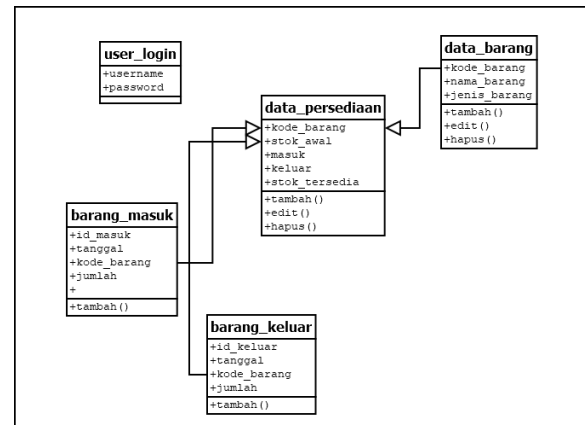 user_login
+username
+password
data_barang
+kode_barang
+nama_barang
+jenis_barang
+tambah()
+edit()
+hapus()
data_persediaan
+kode_barang
+stok_awal
+masuk
+keluar
+stok_tersedia
+tambah()
+edit()
+hapus()
barang_masuk
+id_masuk
+tanggal
+kode_barang
+jumlah
+
+tambah()
barang_keluar
+id_keluar
+tanggal
+kode_barang
+jumlah
+tambah()